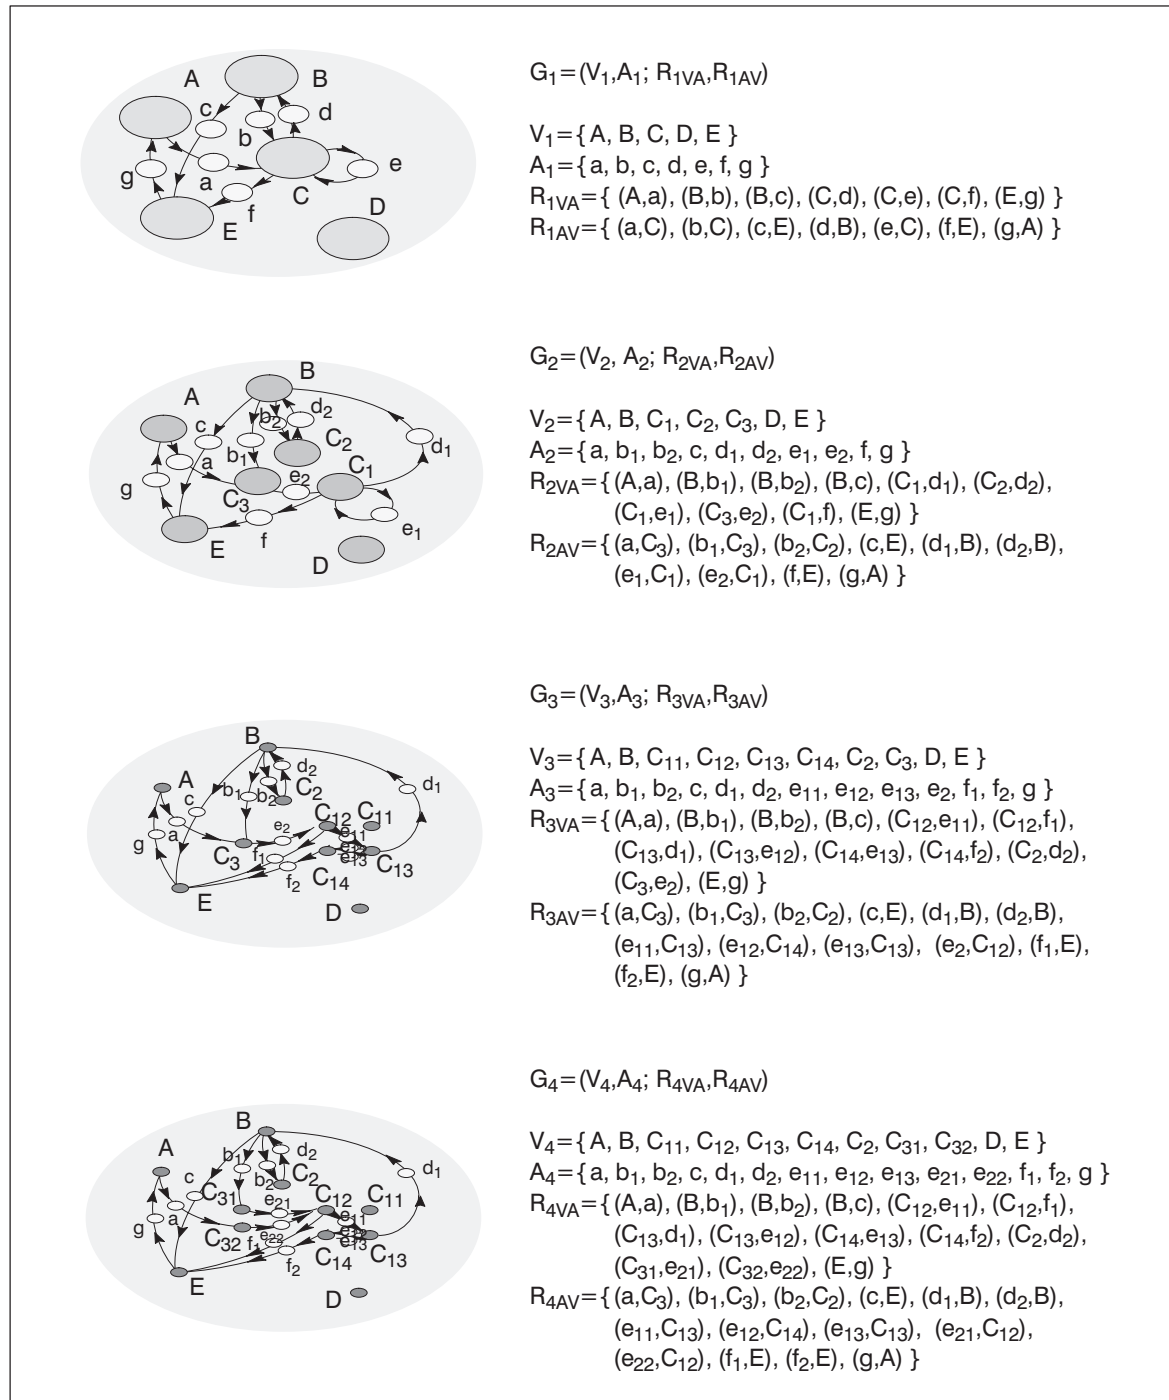 A
B
c
d
b
g
a
e
C
f
D
E
G₁=(V₁,A₁; R₁VA,R₁AV)
V₁={ A, B, C, D, E }
A₁={ a, b, c, d, e, f, g }
R₁VA={ (A,a), (B,b), (B,c), (C,d), (C,e), (C,f), (E,g) }
R₁AV={ (a,C), (b,C), (c,E), (d,B), (e,C), (f,E), (g,A) }
B
A
d₂
b₂
c
C₂
d₁
b₁
a
C₁
e₂
g
C₃
e₁
f
E
D
G₂=(V₂, A₂; R₂VA,R₂AV)
V₂={ A, B, C₁, C₂, C₃, D, E }
A₂={ a, b₁, b₂, c, d₁, d₂, e₁, e₂, f, g }
R₂VA={ (A,a), (B,b₁), (B,b₂), (B,c), (C₁,d₁), (C₂,d₂),
(C₁,e₁), (C₃,e₂), (C₁,f), (E,g) }
R₂AV={ (a,C₃), (b₁,C₃), (b₂,C₂), (c,E), (d₁,B), (d₂,B),
(e₁,C₁), (e₂,C₁), (f,E), (g,A) }
B
d₂
A
b₁
b₂
C₂
d₁
c
C₁₂
C₁₁
a
e₂
e₁₁
g
e₁₂
C₃
f₁
e₁₃
C₁₃
f₂
C₁₄
E
D
G₃=(V₃,A₃; R₃VA,R₃AV)
V₃={ A, B, C₁₁, C₁₂, C₁₃, C₁₄, C₂, C₃, D, E }
A₃={ a, b₁, b₂, c, d₁, d₂, e₁₁, e₁₂, e₁₃, e₂, f₁, f₂, g }
R₃VA={ (A,a), (B,b₁), (B,b₂), (B,c), (C₁₂,e₁₁), (C₁₂,f₁),
(C₁₃,d₁), (C₁₃,e₁₂), (C₁₄,e₁₃), (C₁₄,f₂), (C₂,d₂),
(C₃,e₂), (E,g) }
R₃AV={ (a,C₃), (b₁,C₃), (b₂,C₂), (c,E), (d₁,B), (d₂,B),
(e₁₁,C₁₃), (e₁₂,C₁₄), (e₁₃,C₁₃), (e₂,C₁₂), (f₁,E),
(f₂,E), (g,A) }
B
A
b₁
d₂
d₁
b₂
C₂
c
C₃₁
e₂₁
C₁₂
C₁₁
a
e₁₁
g
C₃₂
e₂₂
e₁₂
f₁
e₁₃
C₁₃
f₂
C₁₄
E
D
G₄=(V₄,A₄; R₄VA,R₄AV)
V₄={ A, B, C₁₁, C₁₂, C₁₃, C₁₄, C₂, C₃₁, C₃₂, D, E }
A₄={ a, b₁, b₂, c, d₁, d₂, e₁₁, e₁₂, e₁₃, e₂₁, e₂₂, f₁, f₂, g }
R₄VA={ (A,a), (B,b₁), (B,b₂), (B,c), (C₁₂,e₁₁), (C₁₂,f₁),
(C₁₃,d₁), (C₁₃,e₁₂), (C₁₄,e₁₃), (C₁₄,f₂), (C₂,d₂),
(C₃₁,e₂₁), (C₃₂,e₂₂), (E,g) }
R₄AV={ (a,C₃), (b₁,C₃), (b₂,C₂), (c,E), (d₁,B), (d₂,B),
(e₁₁,C₁₃), (e₁₂,C₁₄), (e₁₃,C₁₃), (e₂₁,C₁₂),
(e₂₂,C₁₂), (f₁,E), (f₂,E), (g,A) }